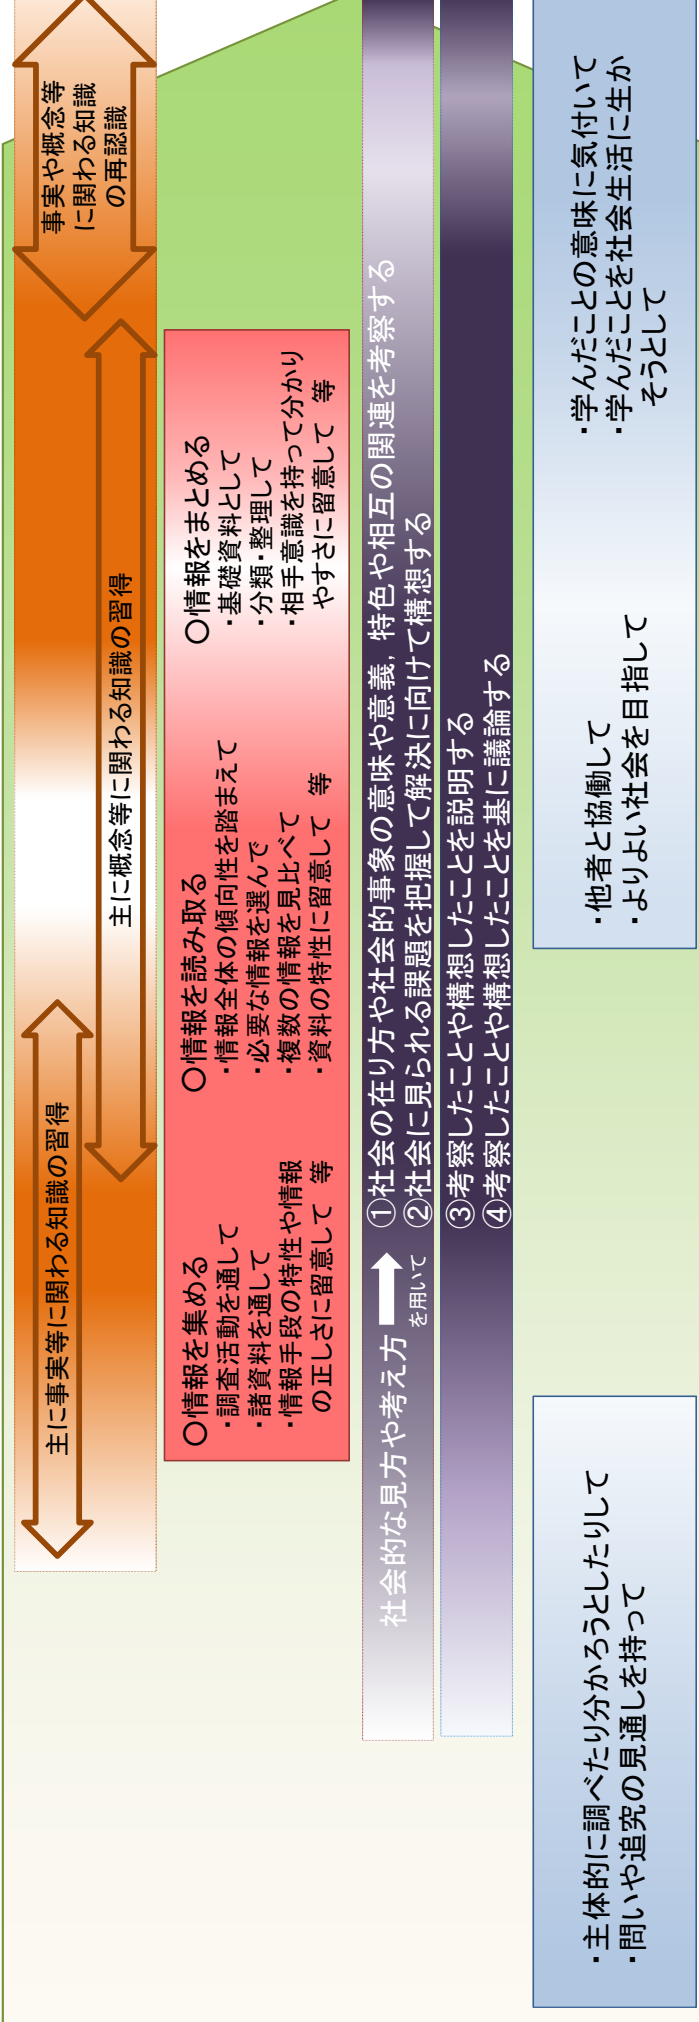 主に事実等に関わる知識の習得
主に概念等に関わる知識の習得
事実や概念等
に関わる知識
の再認識
〇情報を集める
・調査活動を通して
・諸資料を通して
・情報手段の特性や情報
の正しさに留意して 等
〇情報を読み取る
・情報全体の傾向性を踏まえて
・必要な情報を選んで
・複数の情報を見比べて
・資料の特性に留意して 等
〇情報をまとめる
・基礎資料として
・分類・整理して
・相手意識を持って分かり
やすさに留意して 等
社会的な見方や考え方
を用いて
①社会の在り方や社会的事象の意味や意義，特色や相互の関連を考察する
②社会に見られる課題を把握して解決に向けて構想する
③考察したことや構想したことを説明する
④考察したことや構想したことを基に議論する
・主体的に調べたり分かろうとしたりして
・問いや追究の見通しを持って
・他者と協働して
・よりよい社会を目指して
・学んだことの意味に気付いて
・学んだことを社会生活に生か
そうとして